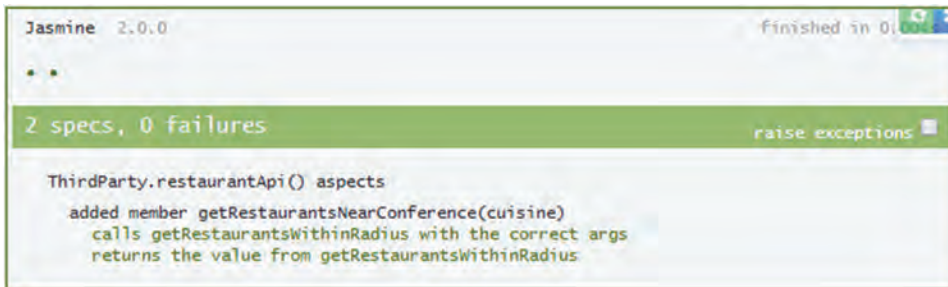 Jasmine 2.0.0
finished in
2 specs, 0 failures
raise exceptions
ThirdParty.restaurantApi() aspects
added member getRestaurantsNearConference(cuisine)
calls getRestaurantsWithinRadius with the correct args
returns the value from getRestaurantsWithinRadius